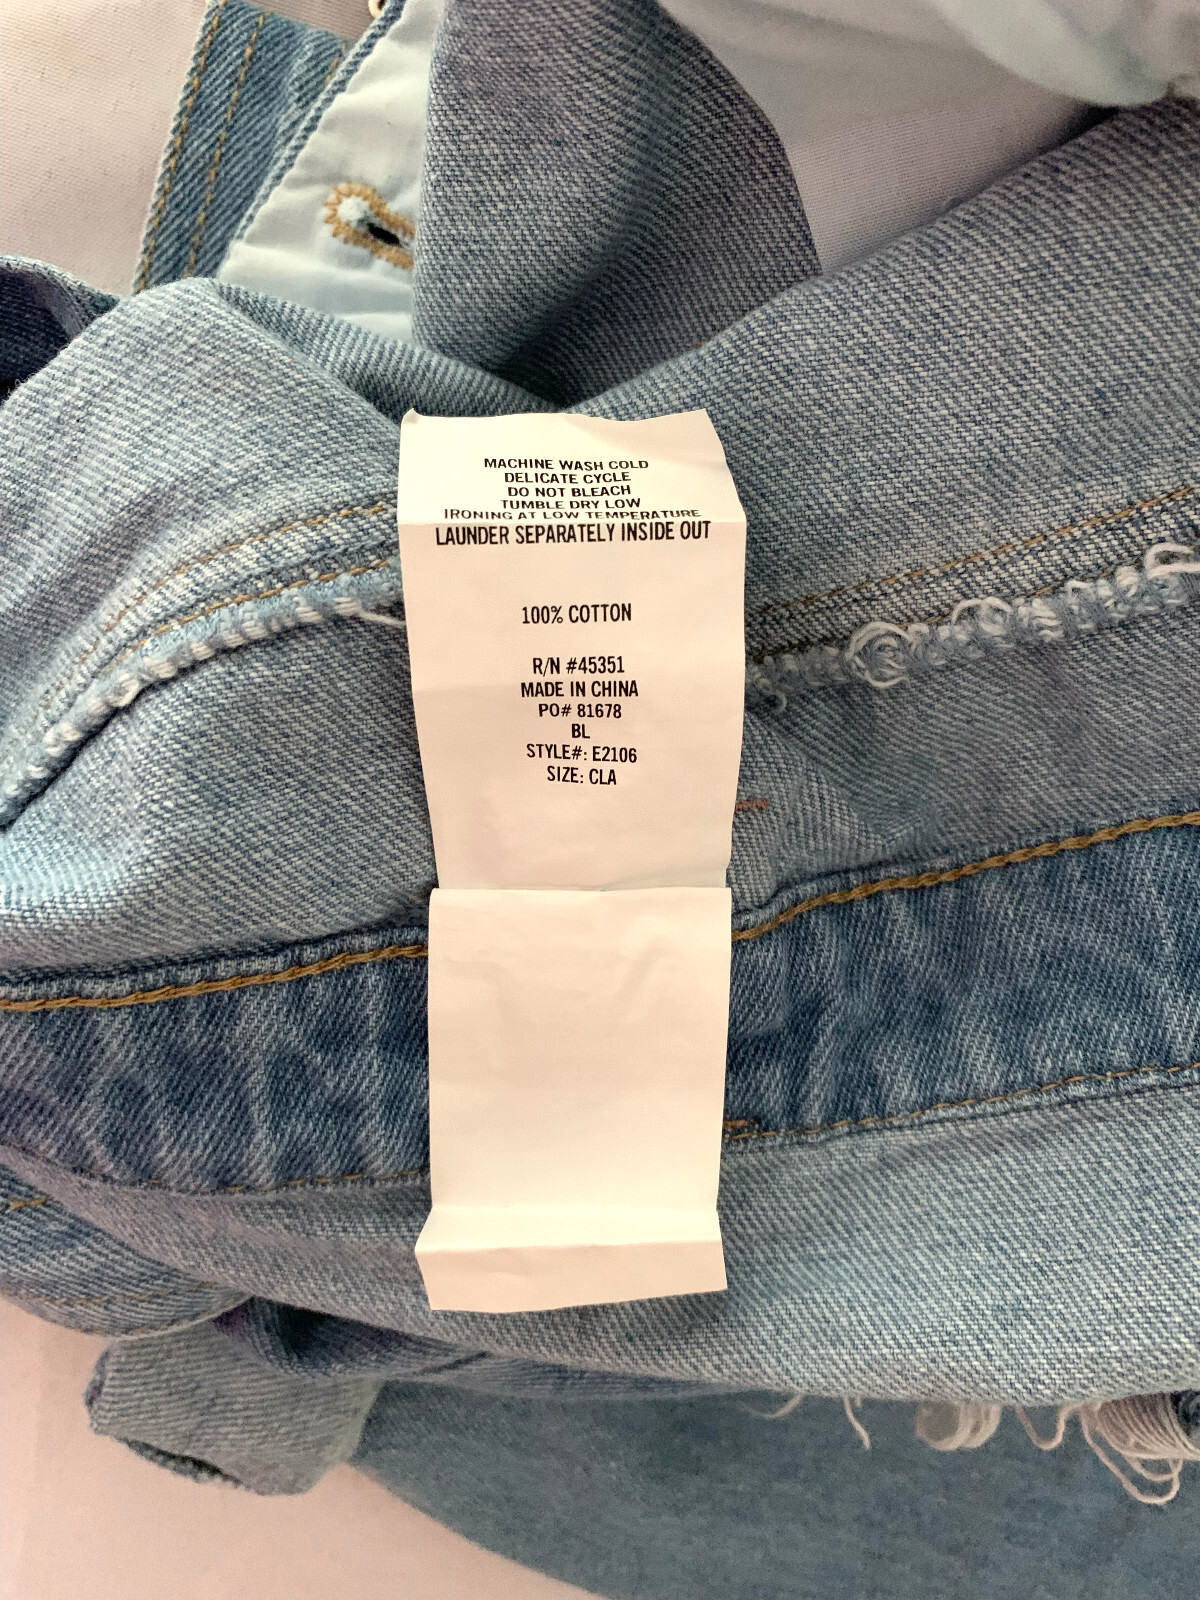 MACHINE WASH COLD
DELICATE CYCLE
DO NOT BLEACH
TUMBLE DRY LOW
IRONING AT LOW TEMPERATURE
LAUNDER SEPARATELY INSIDE OUT
100% COTTON
R/N #45351
MADE IN CHINA
PO# 81678
BL
STYLE#: E2106
SIZE: CLA